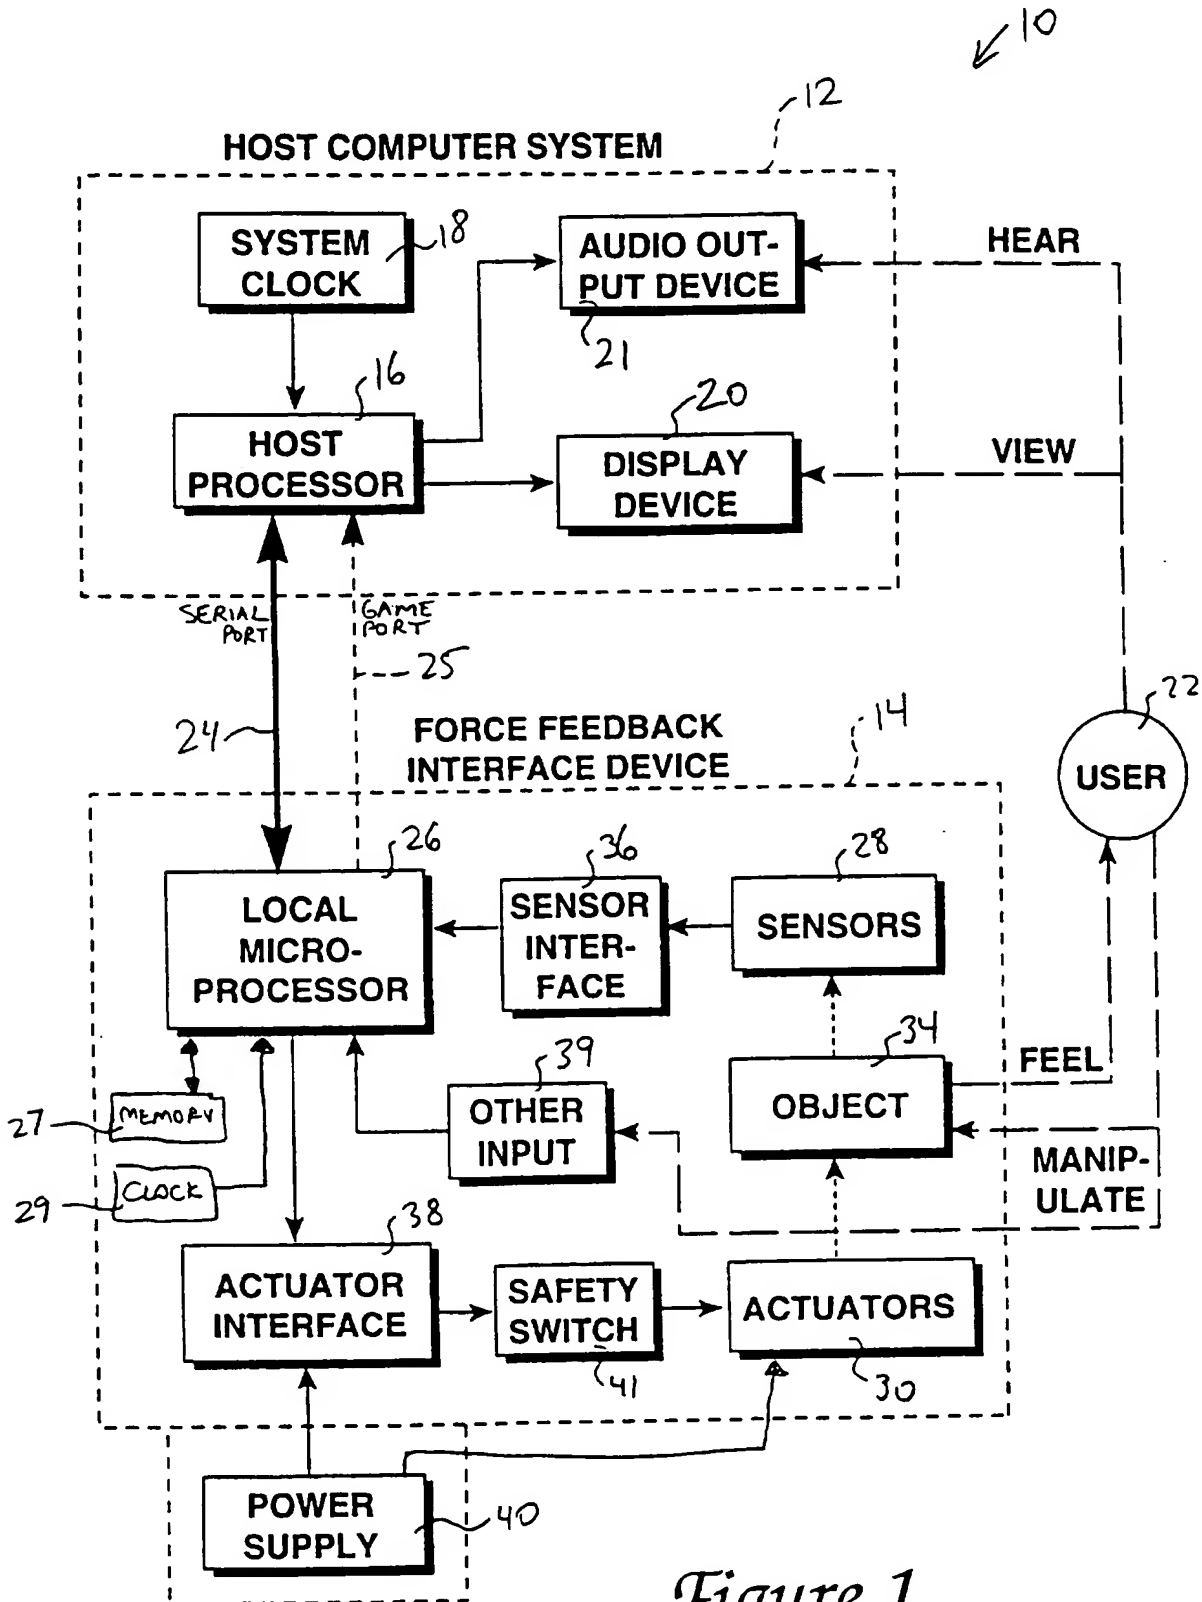 10
12
HOST COMPUTER SYSTEM
SYSTEM
CLOCK
18
AUDIO OUT-
PUT DEVICE
21
HEAR
16
HOST
PROCESSOR
20
DISPLAY
DEVICE
VIEW
SERIAL
PORT
GAME
PORT
25
24
FORCE FEEDBACK
INTERFACE DEVICE
14
22
USER
26
LOCAL
MICRO-
PROCESSOR
36
SENSOR
INTER-
FACE
28
SENSORS
34
OBJECT
FEEL
39
OTHER
INPUT
MANIP-
ULATE
27
MEMORY
29
CLOCK
38
ACTUATOR
INTERFACE
SAFETY
SWITCH
41
ACTUATORS
30
POWER
SUPPLY
40
Figure 1